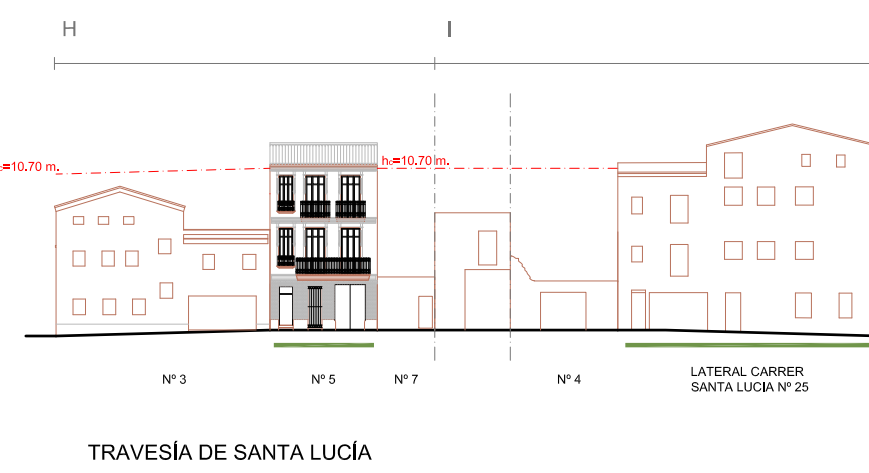 H
I
c=10.70 m.
hc=10.70 m.
Nº 3
Nº 5
Nº 7
Nº 4
LATERAL CARRER
SANTA LUCIA Nº 25
TRAVESÍA DE SANTA LUCÍA